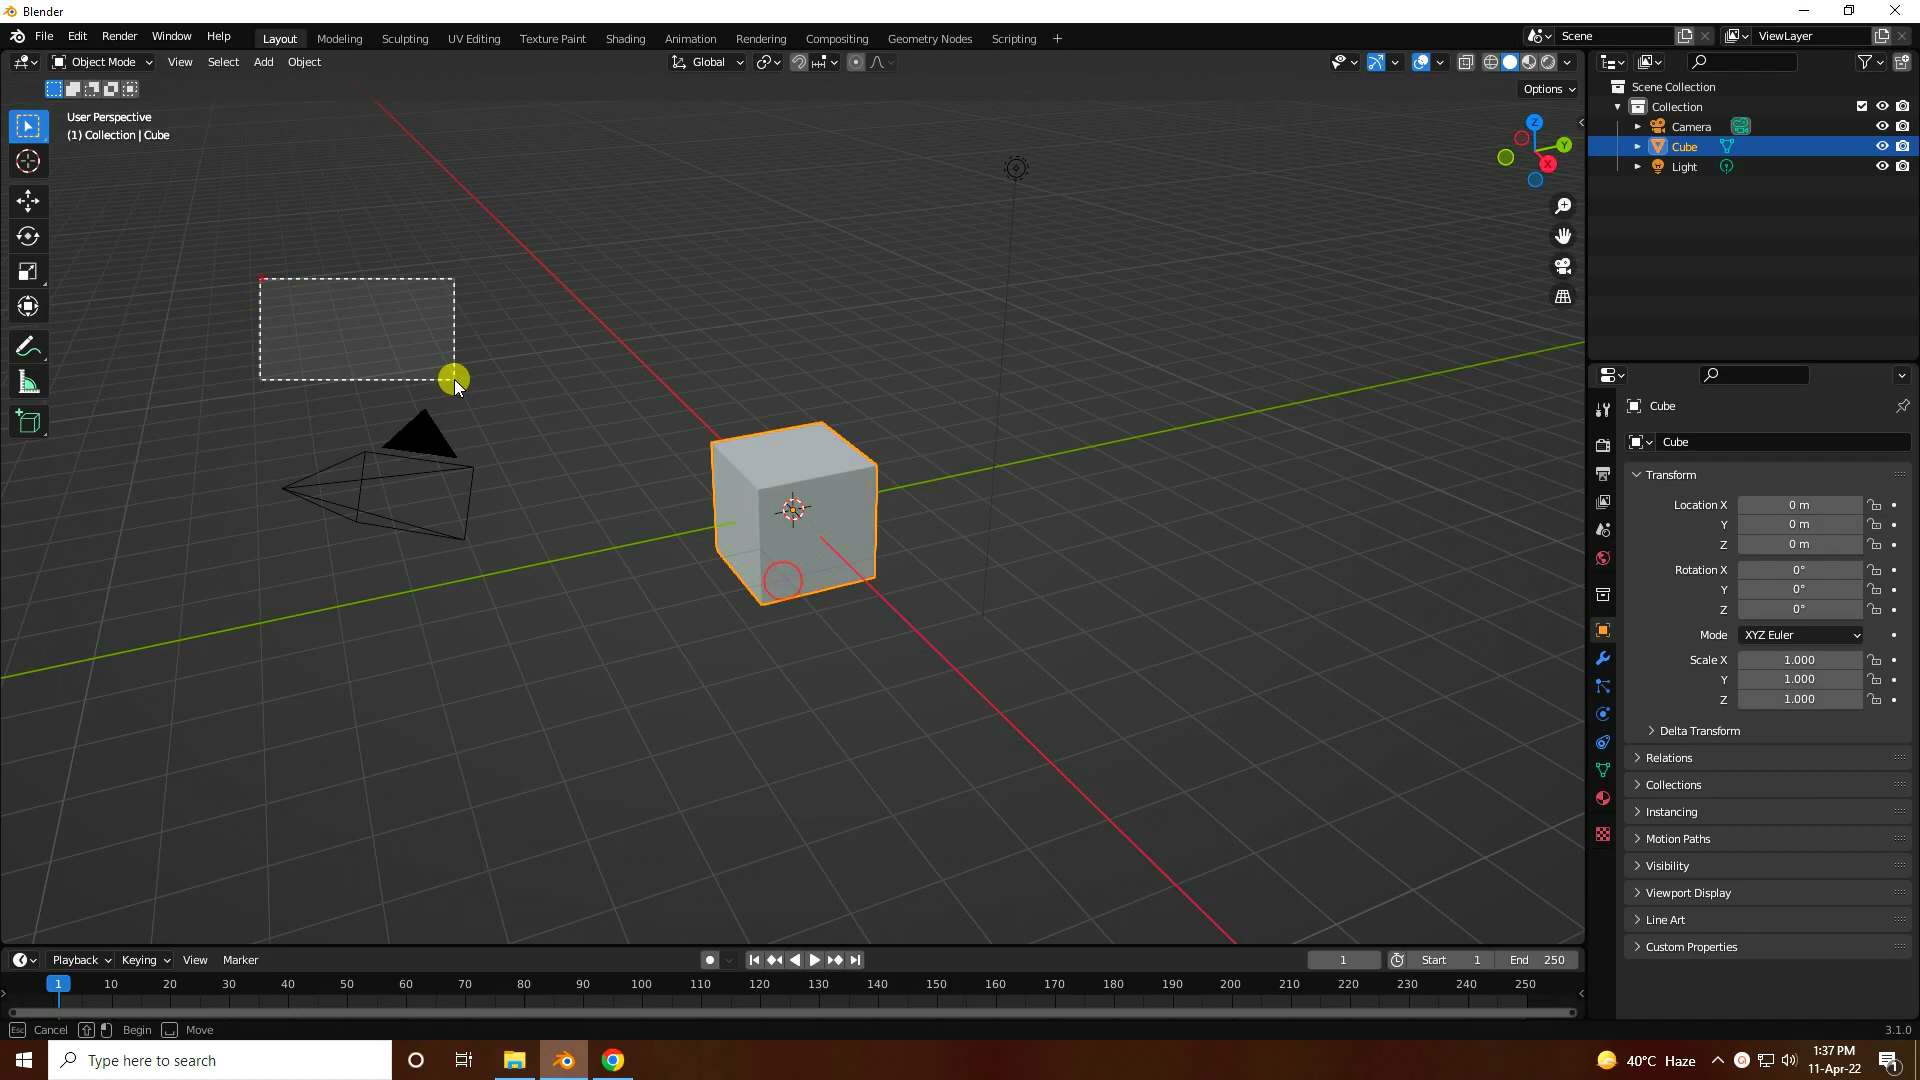 Blender
File Edit Render Window Help
Layout Modeling Sculpting UV Editing Texture Paint Shading Animation Rendering Compositing Geometry Nodes Scripting +
Scene
ViewLayer
Object Mode View Select Add Object
Global
Options
User Perspective
(1) Collection | Cube
Z
Y
X
Scene Collection
Collection
Camera
Cube
Light
Cube
Cube
Transform
Location X 0 m
Y 0 m
Z 0 m
Rotation X 0°
Y 0°
Z 0°
Mode XYZ Euler
Scale X 1.000
Y 1.000
Z 1.000
Delta Transform
Relations
Collections
Instancing
Motion Paths
Visibility
Viewport Display
Line Art
Custom Properties
Playback Keying View Marker
1 Start 1 End 250
1 10 20 30 40 50 60 70 80 90 100 110 120 130 140 150 160 170 180 190 200 210 220 230 240 250
Esc Cancel Begin Move
3.1.0
Type here to search
40°C Haze
1:37 PM
11-Apr-22
1